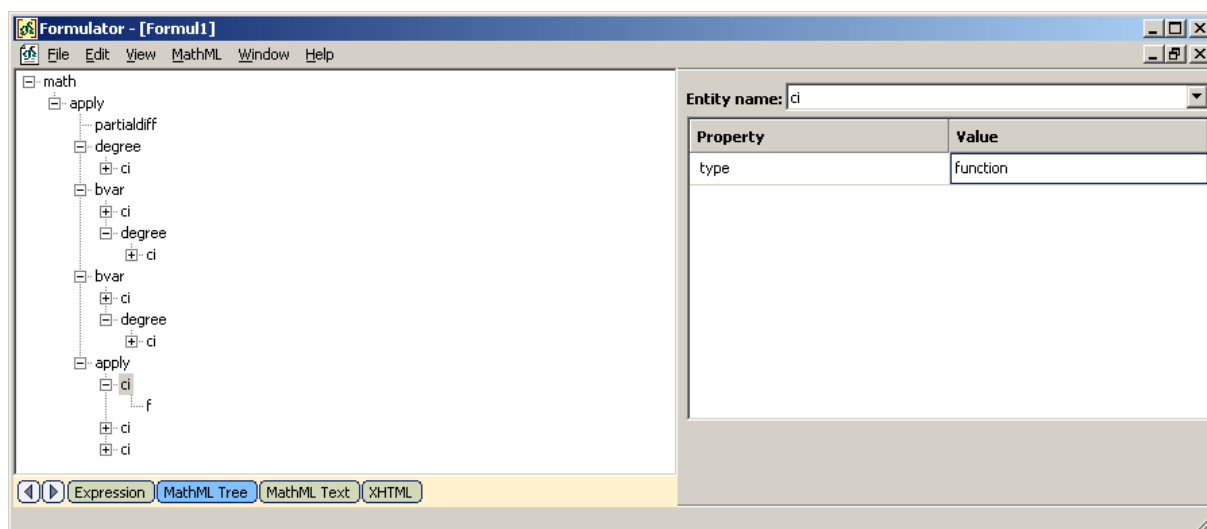 Formulator - [Formul1]
File Edit View MathML Window Help
math
apply
partialdiff
degree
ci
bvar
ci
degree
ci
bvar
ci
degree
ci
apply
ci
f
ci
ci
Entity name: ci
Property Value
type function
Expression MathML Tree MathML Text XHTML